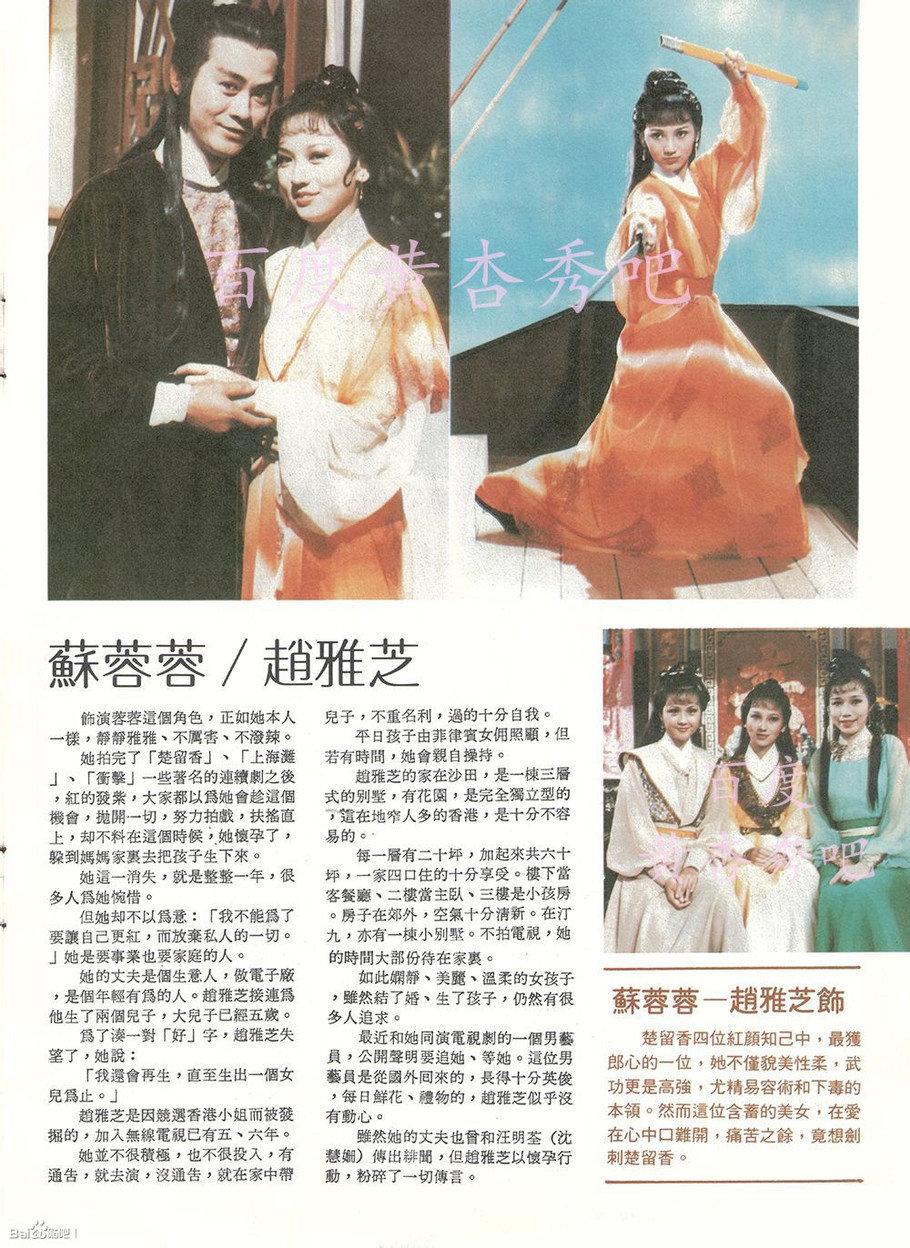 百度黄杏秀吧
蘇蓉蓉/趙雅芝
飾演蓉蓉這個角色,正如她本人
一樣,靜靜雅雅、不厲害、不潑辣。
她拍完了「楚留香」、「上海灘
」、「衝擊」一些著名的連續劇之後
,紅的發紫,大家都以爲她會趁這個
機會,拋開一切,努力拍戲,扶搖直
上,却不料在這個時候,她懷孕了,
躲到媽媽家裏去把孩子生下來。
她這一消失,就是整整一年,很
多人爲她惋惜。
但她却不以爲意:「我不能爲了
要讓自己更紅,而放棄私人的一切。
」她是要事業也要家庭的人。
她的丈夫是個生意人,做電子廠
,是個年輕有爲的人。趙雅芝接連爲
他生了兩個兒子,大兒子已經五歲。
爲了湊一對「好」字,趙雅芝失
望了,她說:
「我還會再生,直至生出一個女
兒爲止。」
趙雅芝是因競選香港小姐而被發
掘的,加入無線電視已有五、六年。
她並不很積極,也不很投入,有
通告,就去演,沒通告,就在家中帶
兒子,不重名利,過的十分自我。
平日孩子由菲律賓女佣照顧,但
若有時間,她會親自操持。
趙雅芝的家在沙田,是一棟三層
式的別墅,有花園,是完全獨立型的
,這在地窄人多的香港,是十分不容
易的。
每一層有二十坪,加起來共六十
坪,一家四口住的十分享受。樓下當
客餐廳、二樓當主臥、三樓是小孩房
。房子在郊外,空氣十分清新。在汀
九,亦有一棟小別墅。不拍電視,她
的時間大部份待在家裏。
如此嫻靜、美麗、溫柔的女孩子
,雖然結了婚、生了孩子,仍然有很
多人追求。
最近和她同演電視劇的一個男藝
員,公開聲明要追她、等她。這位男
藝員是從國外回來的,長得十分英俊
,每日鮮花、禮物的,趙雅芝似乎沒
有動心。
雖然她的丈夫也曾和汪明荃(沈
慧姍)傳出緋聞,但趙雅芝以懷孕行
動,粉碎了一切傳言。
百度
黄杏秀吧
蘇蓉蓉—趙雅芝飾
楚留香四位紅顏知己中,最獲
郎心的一位,她不僅貌美性柔,武
功更是高強,尤精易容術和下毒的
本領。然而這位含蓄的美女,在愛
在心中口難開,痛苦之餘,竟想劍
刺楚留香。
Bai 贴吧